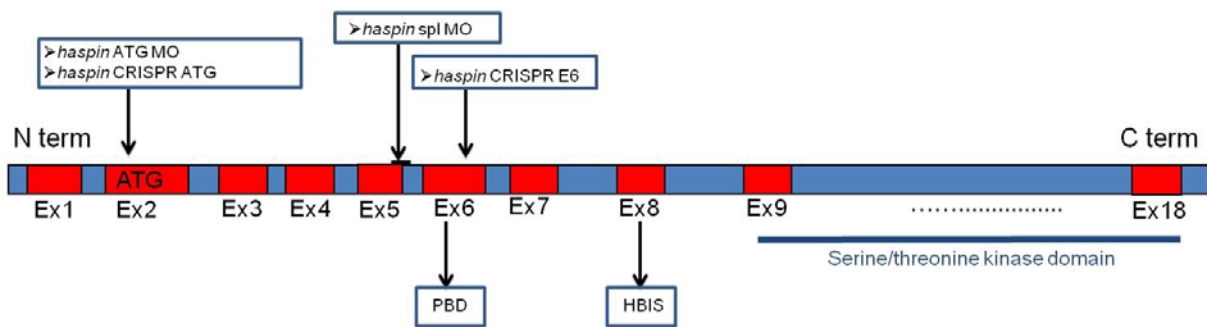 ➢haspin ATG MO
➢haspin CRISPR ATG
➢haspin spl MO
➢haspin CRISPR E6
N term
C term
ATG
Ex1 Ex2 Ex3 Ex4 Ex5 Ex6 Ex7 Ex8 Ex9 ........................ Ex18
Serine/threonine kinase domain
PBD
HBIS